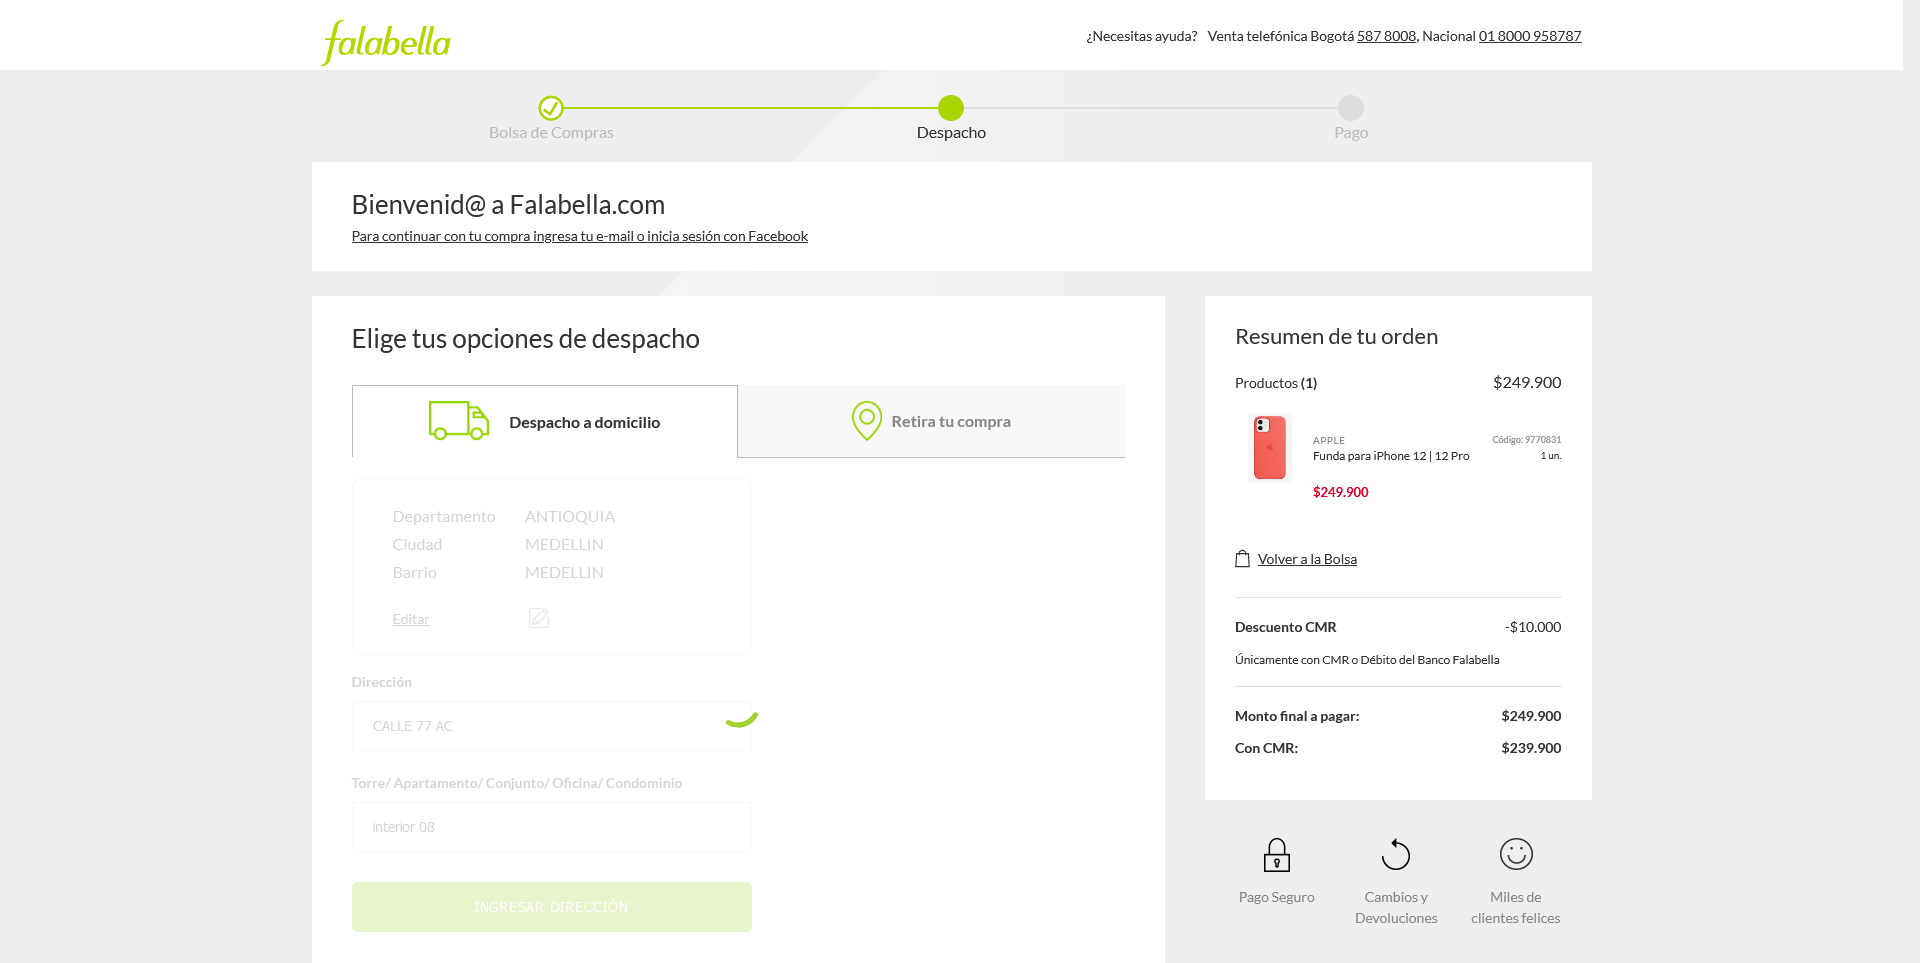 falabella
¿Necesitas ayuda? Venta telefónica Bogotá 587 8008, Nacional 01 8000 958787
Bolsa de Compras
Despacho
Pago
Bienvenid@ a Falabella.com
Para continuar con tu compra ingresa tu e-mail o inicia sesión con Facebook
Elige tus opciones de despacho
Despacho a domicilio
Retira tu compra
Departamento ANTIOQUIA
Ciudad MEDELLIN
Barrio MEDELLIN
Editar
Dirección
CALLE 77 AC
Torre/ Apartamento/ Conjunto/ Oficina/ Condominio
interior 08
INGRESAR DIRECCIÓN
Resumen de tu orden
Productos (1) $249.900
APPLE Código: 9770831
Funda para iPhone 12 | 12 Pro 1 un.
$249.900
Volver a la Bolsa
Descuento CMR -$10.000
Únicamente con CMR o Débito del Banco Falabella
Monto final a pagar: $249.900
Con CMR: $239.900
Pago Seguro
Cambios y
Devoluciones
Miles de
clientes felices